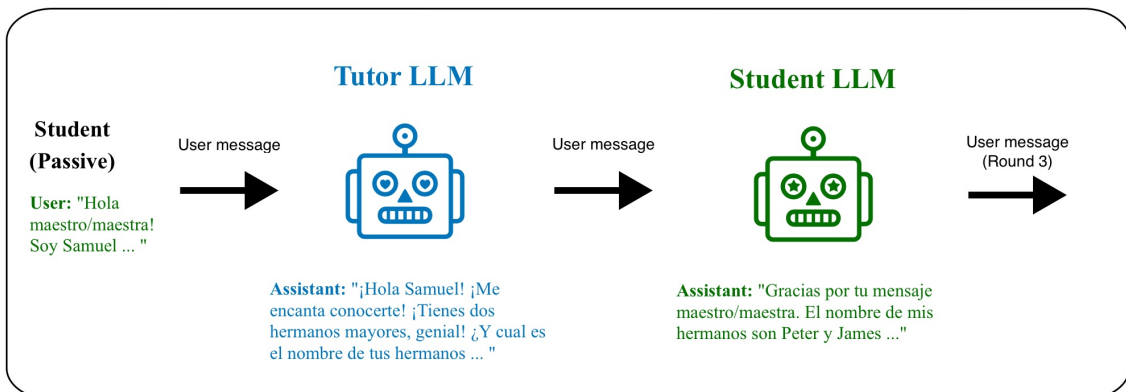 Tutor LLM
Student LLM
Student
(Passive)
User message
User message
User message
(Round 3)
User: "Hola
maestro/maestra!
Soy Samuel ... "
Assistant: "¡Hola Samuel! ¡Me
encanta conocerte! ¡Tienes dos
hermanos mayores, genial! ¿Y cual es
el nombre de tus hermanos ... "
Assistant: "Gracias por tu mensaje
maestro/maestra. El nombre de mis
hermanos son Peter y James ..."